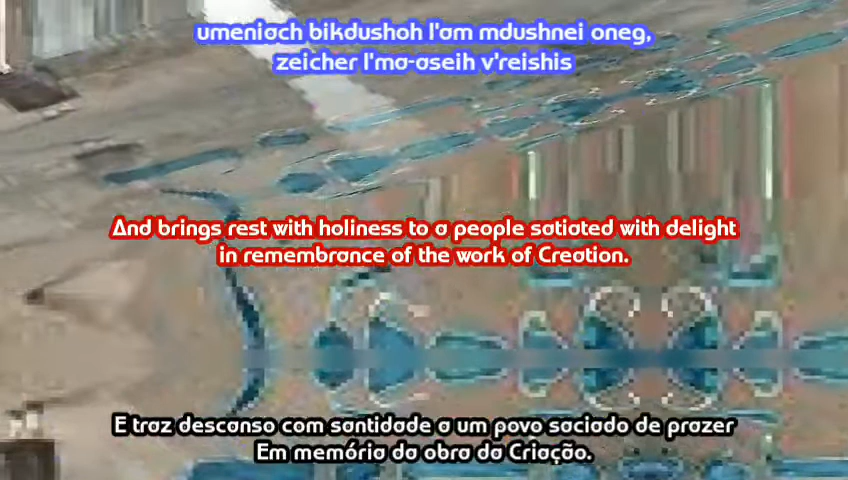 umeniach bikdushoh l'am mdushnei oneg,
zeicher l'ma-aseih v'reishis
And brings rest with holiness to a people satiated with delight
in remembrance of the work of Creation.
E traz descanso com santidade a um povo saciado de prazer
Em memória da obra da Criação.